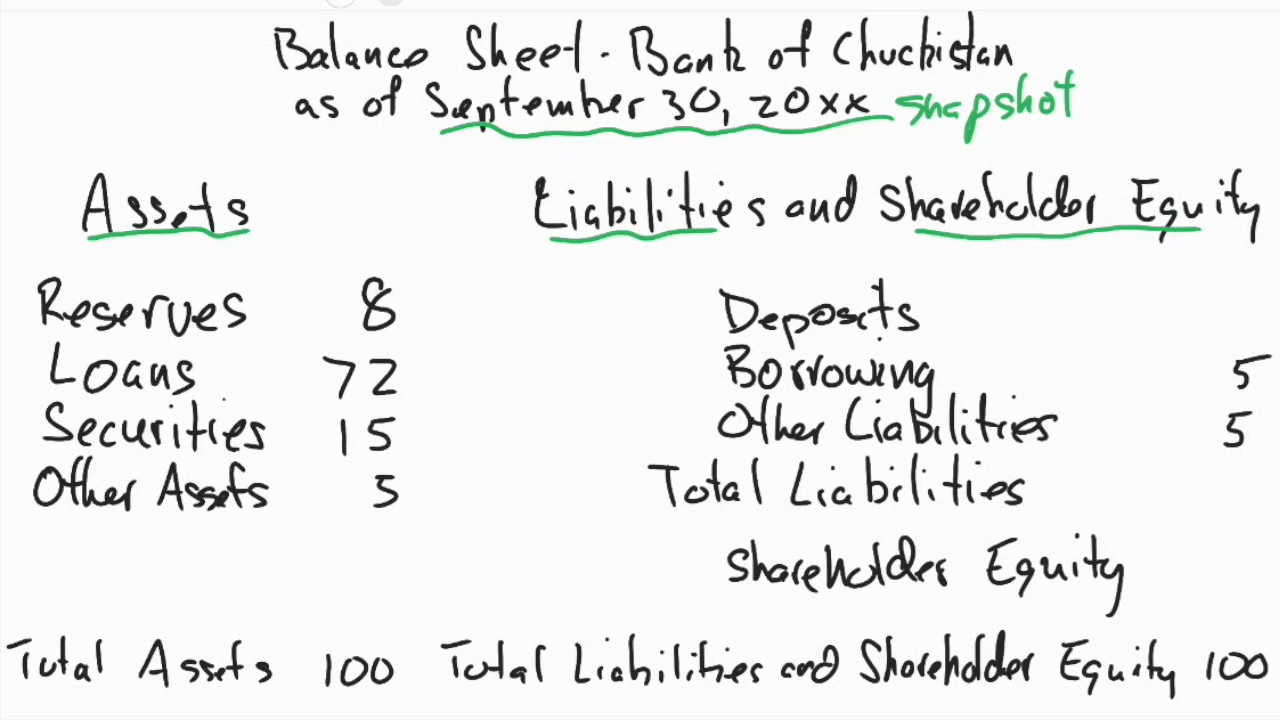 Balance Sheet - Bank of Chuckistan
as of September 30, 20xx snapshot
Assets Liabilities and Shareholder Equity
Reserves 8 Deposits
Loans 72 Borrowing 5
Securities 15 Other Liabilities 5
Other Assets 5 Total Liabilities
Shareholder Equity
Total Assets 100 Total Liabilities and Shareholder Equity 100